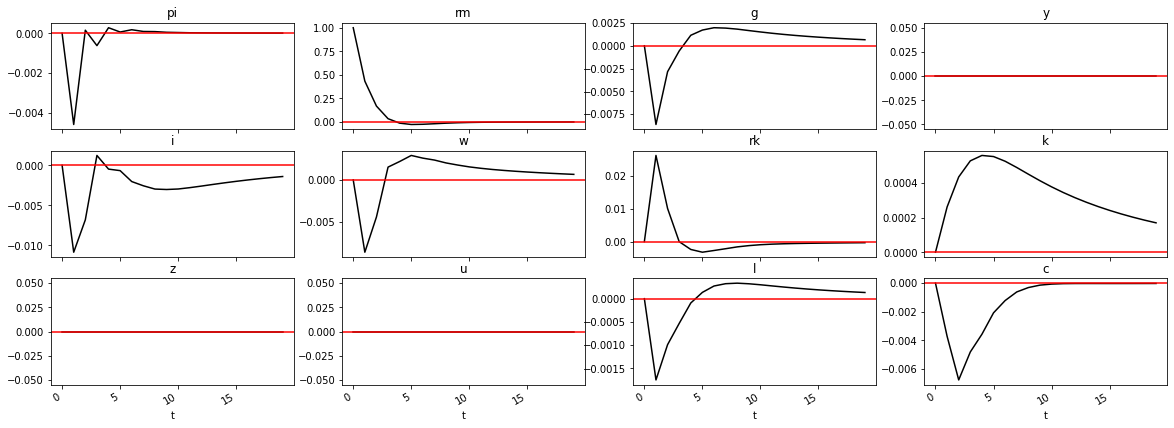 pi
rm
g
y
0.000
−0.002
−0.004
1.00
0.75
0.50
0.25
0.00
0.0025
0.0000
−0.0025
−0.0050
−0.0075
0.050
0.025
0.000
−0.025
−0.050
i
w
rk
k
0.000
−0.005
−0.010
0.000
−0.005
0.02
0.01
0.00
0.0004
0.0002
0.0000
z
u
l
c
0.050
0.025
0.000
−0.025
−0.050
0.050
0.025
0.000
−0.025
−0.050
0.0000
−0.0005
−0.0010
−0.0015
0.000
−0.002
−0.004
−0.006
0 5 10 15
0 5 10 15
0 5 10 15
0 5 10 15
t
t
t
t